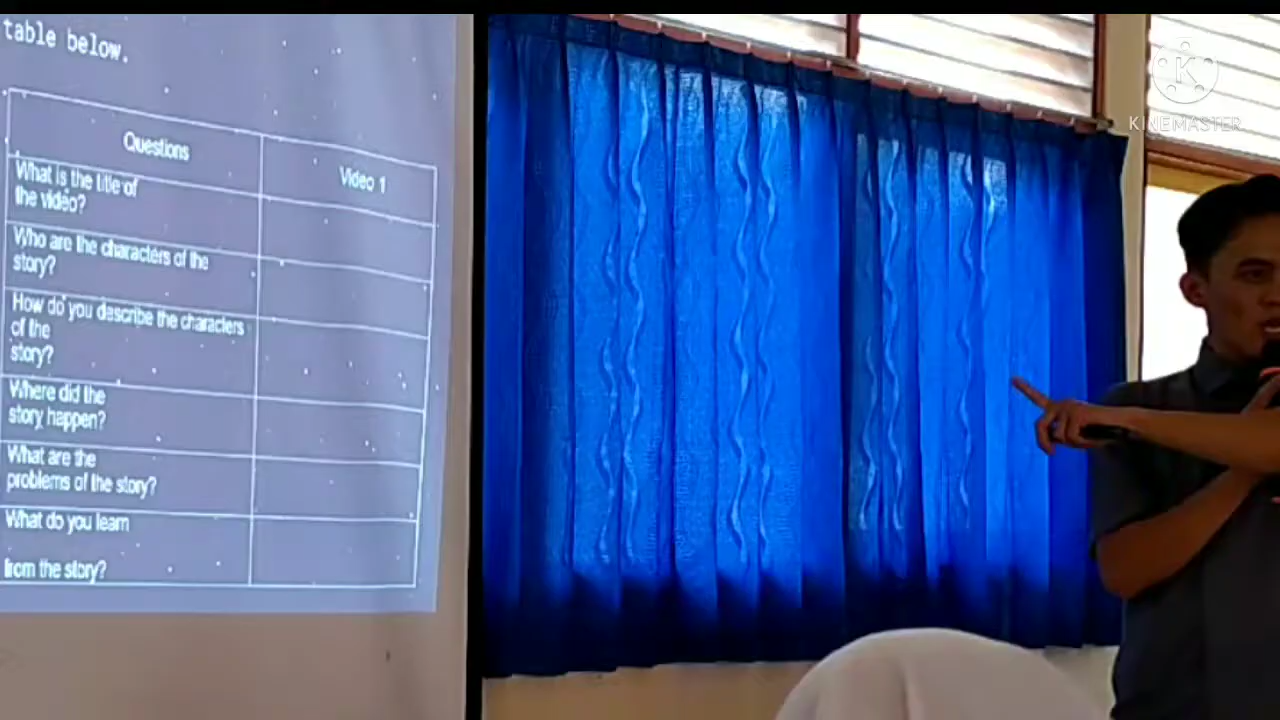 table below.
Questions
Video 1
What is the title of
the video?
Who are the characters of the
story?
How do you describe the characters
of the
story?
Where did the
story happen?
What are the
problems of the story?
What do you learn
from the story?
K
KINEMASTER